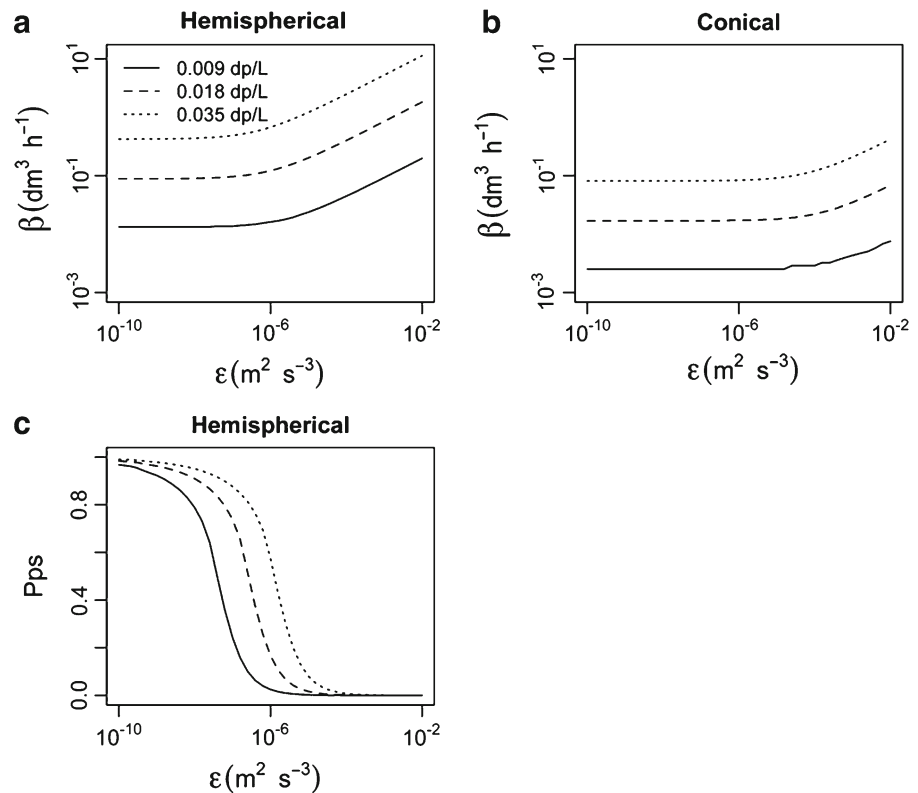 a Hemispherical
10¹
10⁻¹
10⁻³
β (dm³ h⁻¹)
0.009 dp/L
0.018 dp/L
0.035 dp/L
10⁻¹⁰ 10⁻⁶ 10⁻²
ε (m² s⁻³)
b Conical
10¹
10⁻¹
10⁻³
β (dm³ h⁻¹)
10⁻¹⁰ 10⁻⁶ 10⁻²
ε (m² s⁻³)
c Hemispherical
0.8
0.4
0.0
Pps
10⁻¹⁰ 10⁻⁶ 10⁻²
ε (m² s⁻³)